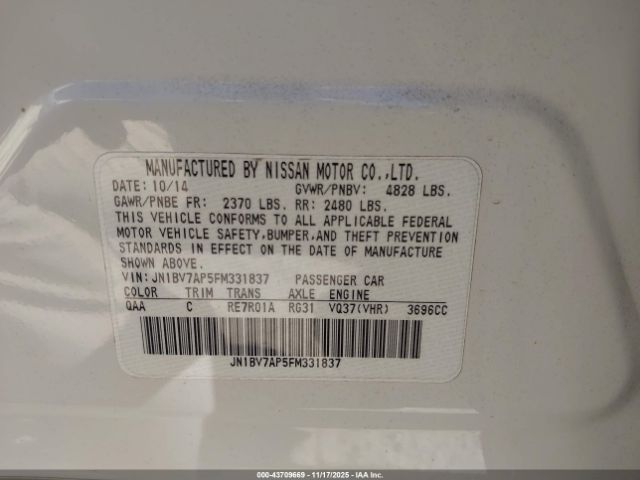 MANUFACTURED BY NISSAN MOTOR CO.,LTD.
DATE: 10/14 GVWR/PNBV: 4828 LBS.
GAWR/PNBE FR: 2370 LBS. RR: 2480 LBS.
THIS VEHICLE CONFORMS TO ALL APPLICABLE FEDERAL
MOTOR VEHICLE SAFETY,BUMPER,AND THEFT PREVENTION
STANDARDS IN EFFECT ON THE DATE OF MANUFACTURE
SHOWN ABOVE.
VIN:JN1BV7AP5FM331837 PASSENGER CAR
COLOR TRIM TRANS AXLE ENGINE
QAA C RE7R01A RG31 VQ37(VHR) 3696CC
JN1BV7AP5FM331837
000-43709669 - 11/17/2025 - IAAI.COM